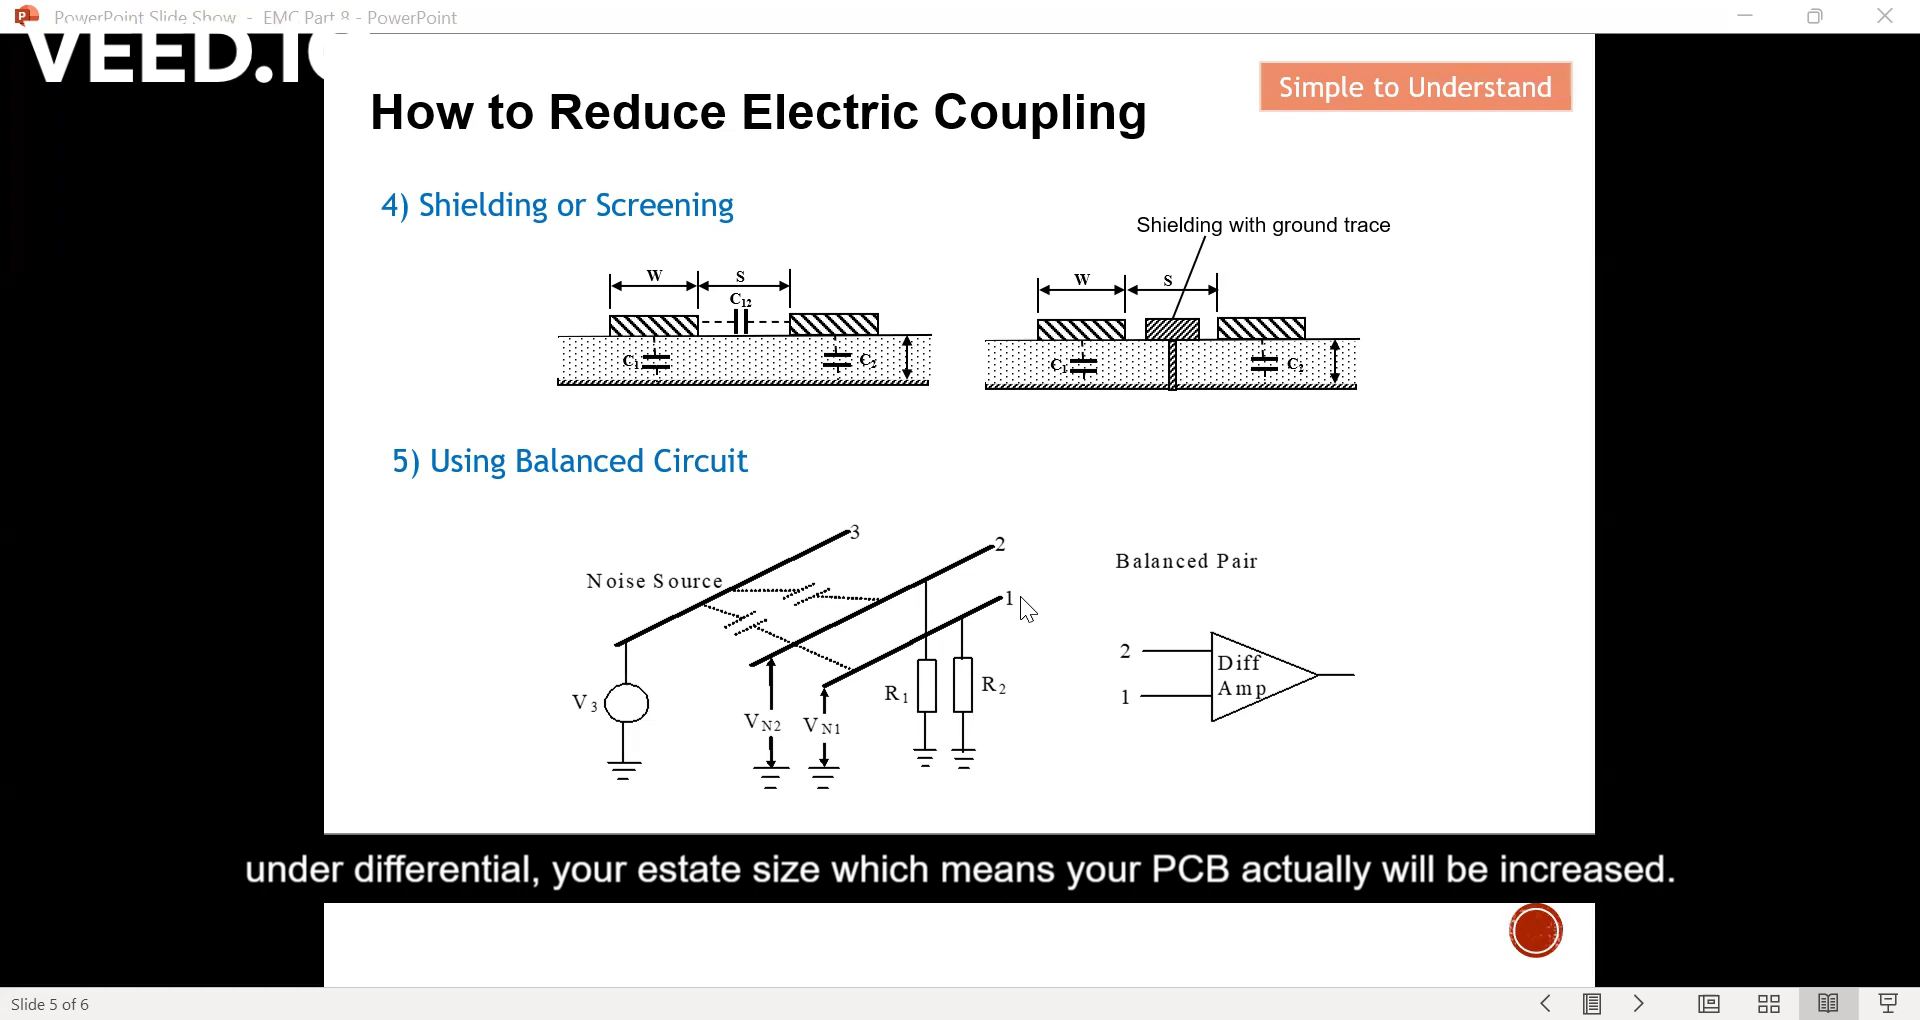 PowerPoint Slide Show - EMC Part 8 - PowerPoint
VEED.I
Simple to Understand
How to Reduce Electric Coupling
4) Shielding or Screening
Shielding with ground trace
W
S
C12
C1
C2
W
S
C1
C2
5) Using Balanced Circuit
3
2
1
Noise Source
V3
VN2
VN1
R1
R2
Balanced Pair
2
1
Diff
Amp
under differential, your estate size which means your PCB actually will be increased.
Slide 5 of 6